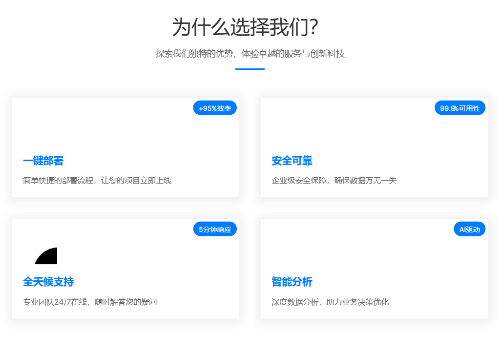 为什么选择我们？
探索我们独特的优势，体验卓越的服务与创新科技
+95%效率
一键部署
简单快捷的部署流程，让您的项目立即上线
99.9%可用性
安全可靠
企业级安全保障，确保数据万无一失
5分钟响应
全天候支持
专业团队24/7在线，随时解答您的疑问
AI驱动
智能分析
深度数据分析，助力业务决策优化